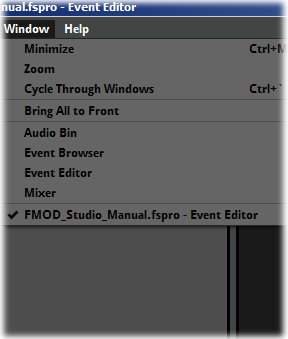 nual.fspro - Event Editor
Window Help
Minimize Ctrl+M
Zoom
Cycle Through Windows Ctrl+`
Bring All to Front
Audio Bin
Event Browser
Event Editor
Mixer
FMOD_Studio_Manual.fspro - Event Editor